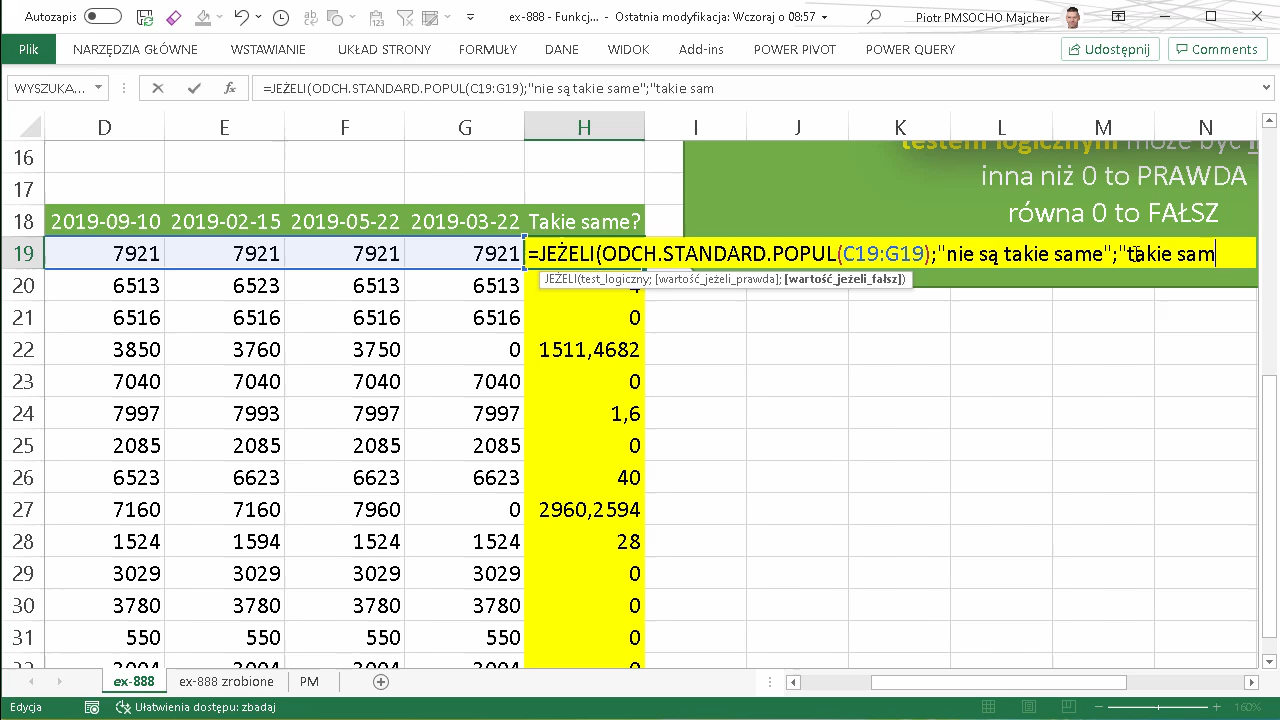 Autozapis
ex-888 - Funkcj... - Ostatnia modyfikacja: Wczoraj o 08:57
Piotr PMSOCHO Majcher
Plik NARZĘDZIA GŁÓWNE WSTAWIANIE UKŁAD STRONY FORMUŁY DANE WIDOK Add-ins POWER PIVOT POWER QUERY Udostępnij Comments
WYSZUKA... fx =JEŻELI(ODCH.STANDARD.POPUL(C19:G19);"nie są takie same";"takie sam
D E F G H I J K L M N
16 testem logicznym może być
17 inna niż 0 to PRAWDA
18 2019-09-10 2019-02-15 2019-05-22 2019-03-22 Takie same? równa 0 to FAŁSZ
19 7921 7921 7921 7921 =JEŻELI(ODCH.STANDARD.POPUL(C19:G19);"nie są takie same";"takie sam
JEŻELI(test_logiczny; [wartość_jeżeli_prawda]; [wartość_jeżeli_fałsz])
20 6513 6513 6513 6513 4
21 6516 6516 6516 6516 0
22 3850 3760 3750 0 1511,4682
23 7040 7040 7040 7040 0
24 7997 7993 7997 7997 1,6
25 2085 2085 2085 2085 0
26 6523 6523 6623 6623 40
27 7160 7160 7960 0 2960,2594
28 1524 1594 1524 1524 28
29 3029 3029 3029 3029 0
30 3780 3780 3780 3780 0
31 550 550 550 550 0
ex-888 ex-888 zrobione PM
Edycja Ułatwienia dostępu: zbadaj 160%